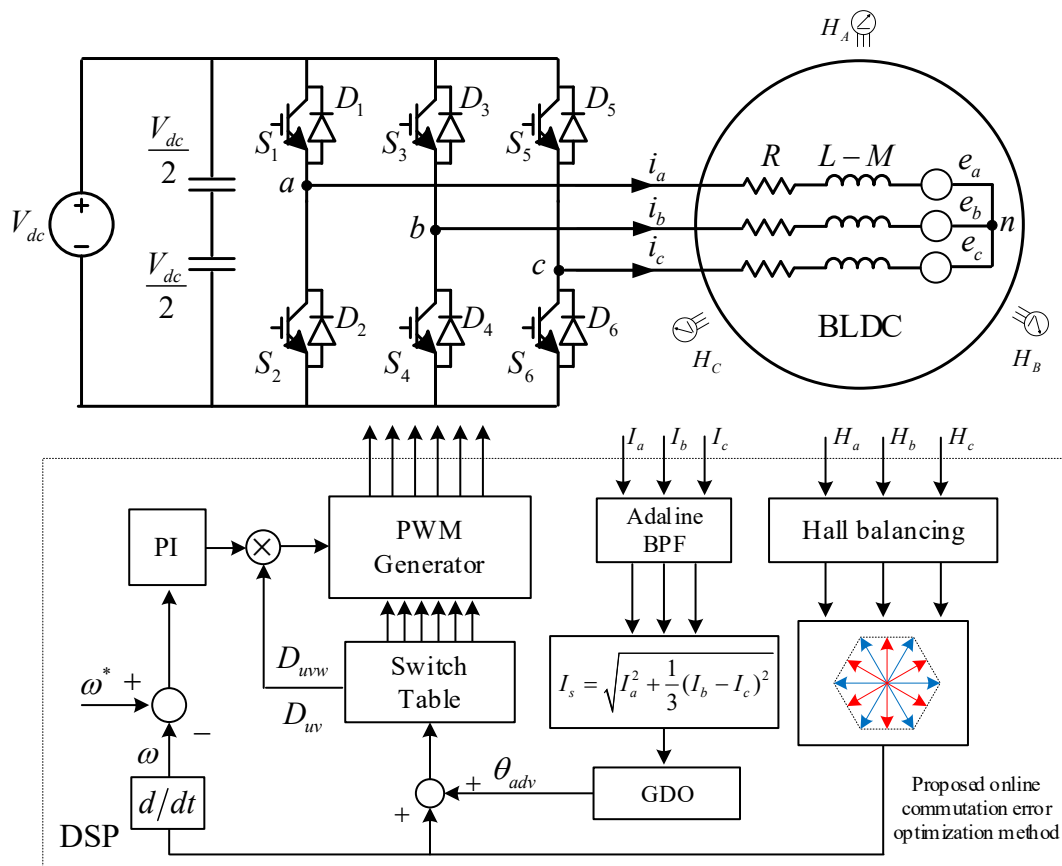 H_A
V_dc
V_dc/2
V_dc/2
S_1 D_1
S_3 D_3
S_5 D_5
a
b
c
S_2 D_2
S_4 D_4
S_6 D_6
i_a
i_b
i_c
R
L − M
e_a
e_b
e_c
n
BLDC
H_C
H_B
I_a I_b I_c
H_a H_b H_c
PI
×
PWM
Generator
Adaline
BPF
Hall balancing
D_uvw
D_uv
Switch
Table
I_s = √(I_a^2 + 1/3 (I_b − I_c)^2)
ω* +
−
ω
d/dt
DSP
+ θ_adv
+
GDO
Proposed online
commutation error
optimization method